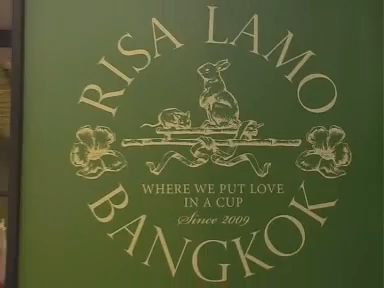 RISA LAMO
WHERE WE PUT LOVE
IN A CUP
Since 2009
BANGKOK